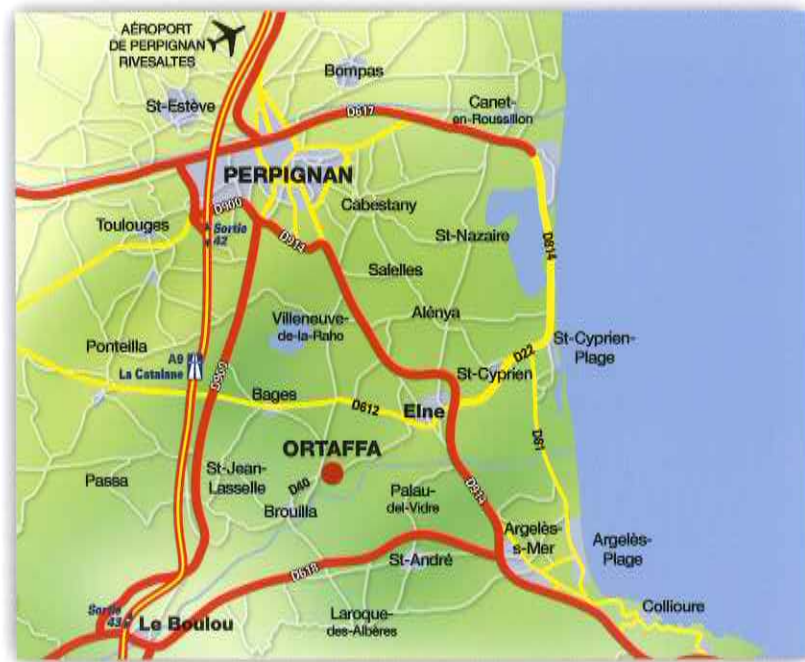 AÉROPORT
DE PERPIGNAN
RIVESALTES
Bompas
St-Estève
D617
Canet-
en-Roussillon
PERPIGNAN
Cabestany
D900
Toulouges
Sortie
42
D914
St-Nazaire
D814
Salelles
Alénya
Villeneuve-
de-la-Raho
Ponteilla
A9
La Catalane
D969
St-Cyprien-
Plage
D22
St-Cyprien
Bages
D612
Elne
D81
ORTAFFA
St-Jean-
Lasselle
D40
Passa
Brouilla
Palau-
del-Vidre
D914
Argelès-
s-Mer
Argelès-
Plage
St-André
D618
Sortie
43
Le Boulou
Laroque-
des-Albères
Collioure